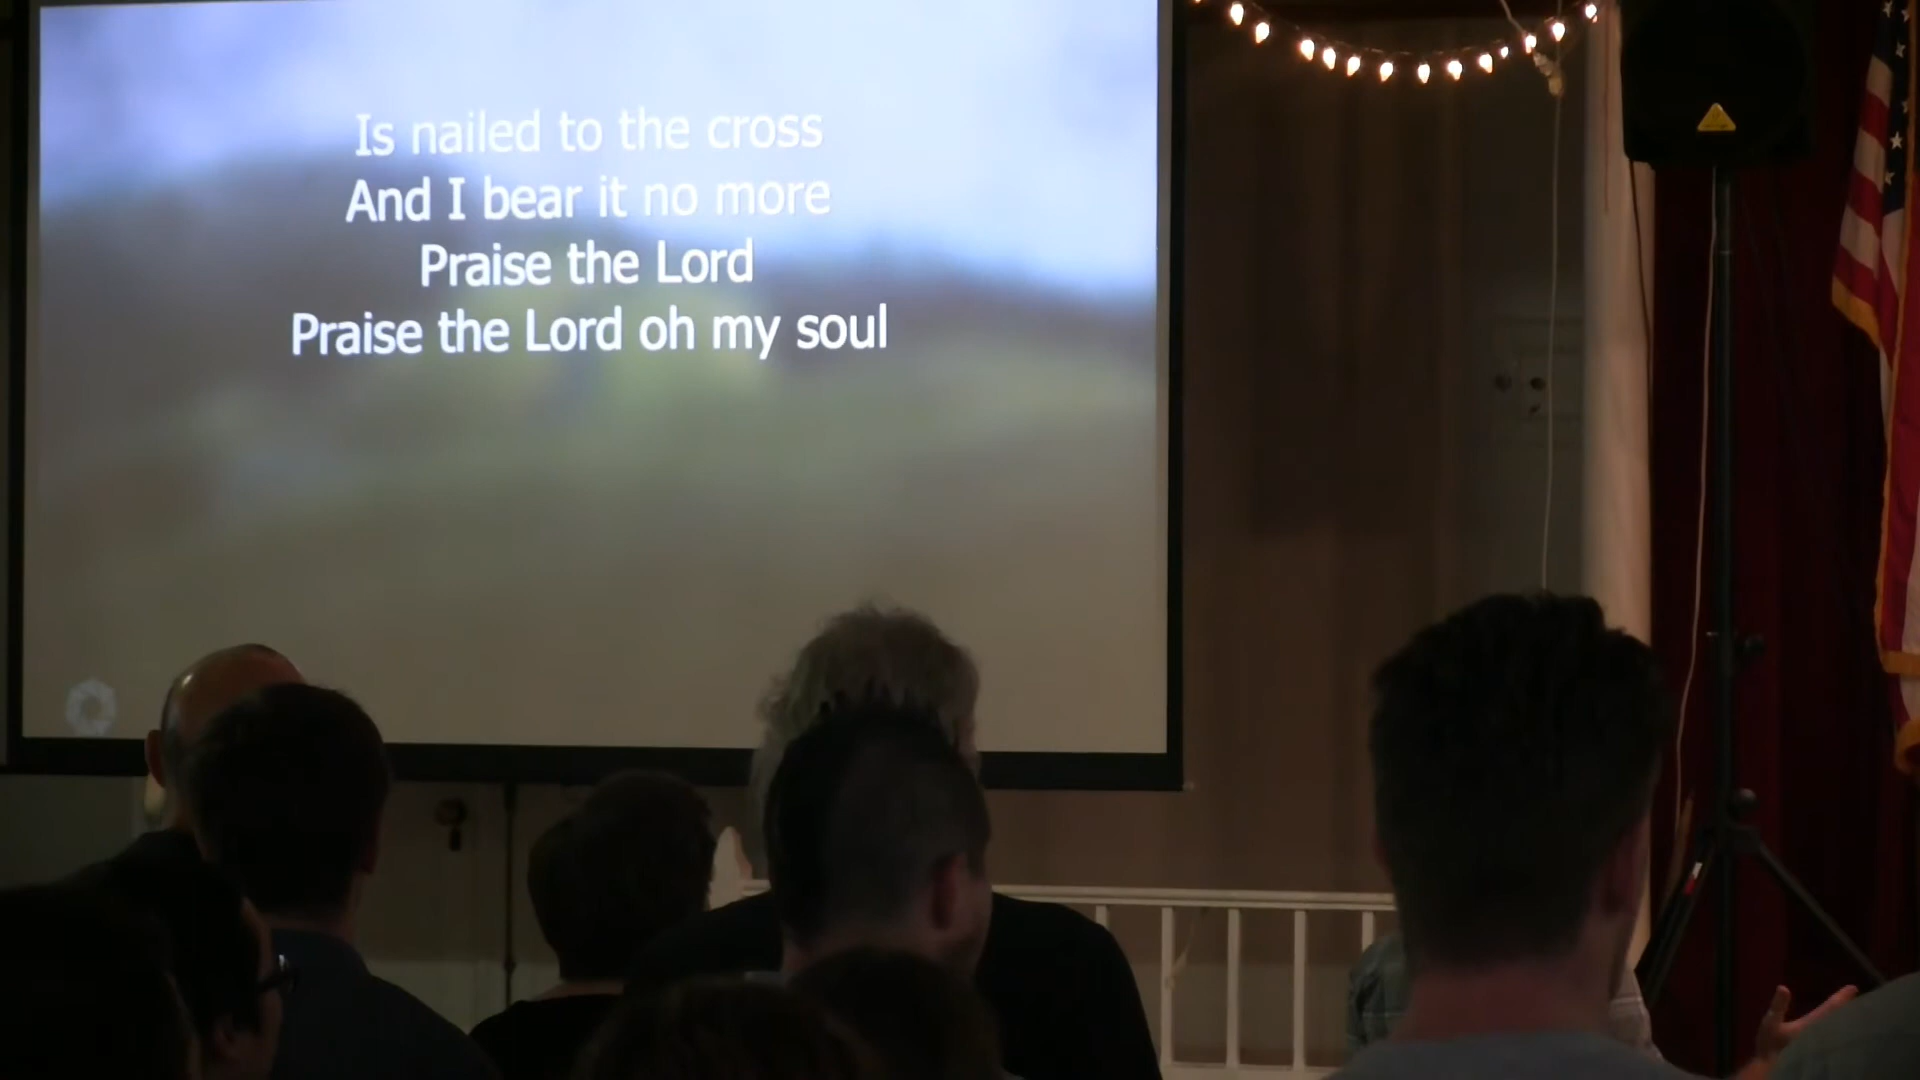 Is nailed to the cross
And I bear it no more
Praise the Lord
Praise the Lord oh my soul